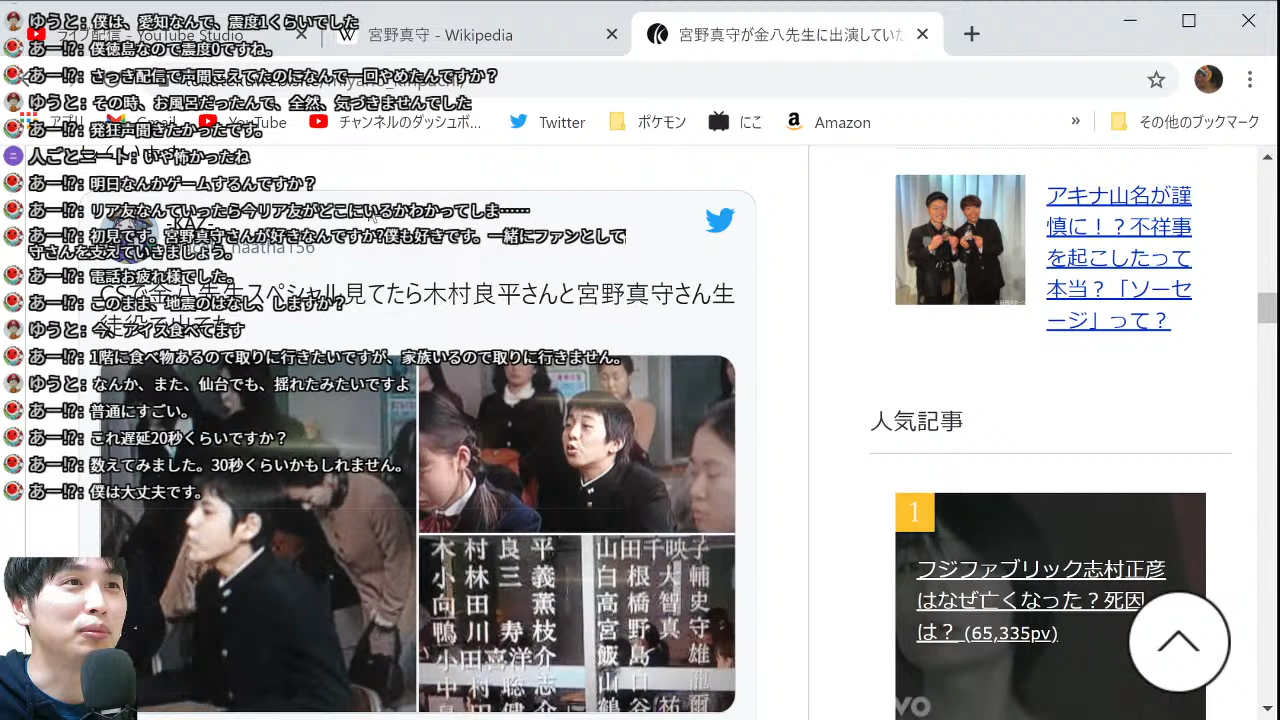 ゆうと: 僕は、愛知なんで、震度1くらいでした
ライブ配信 - YouTube Studio
宮野真守 - Wikipedia
宮野真守が金八先生に出演していた
あー!?: 僕徳島なので震度0ですね。
あー!?: さっき配信で声聞こえてたのになんで一回やめたんですか？
ゆうと: その時、お風呂だったんで、全然、気づきませんでした
アプリ
Gmail
YouTube
チャンネルのダッシュボ...
Twitter
ポケモン
にこ
Amazon
»
その他のブックマーク
あー!?: 発狂声聞きたかったです。
人ごとニート: いや怖かったね
あー!?: 明日なんかゲームするんですか？
あー!?: リア友なんていったら今リア友がどこにいるかわかってしま……
あー!?: 初見です。宮野真守さんが好きなんですか?僕も好きです。一緒にファンとして
守さんを支えていきましょう。
あー!?: 電話お疲れ様でした。
CSで金八先生スペシャル見てたら木村良平さんと宮野真守さん生
徒役で出てた
あー!?: このまま、地震のはなし、しますか？
ゆうと: 今、アイス食べてます
あー!?: 1階に食べ物あるので取りに行きたいですが、家族いるので取りに行きません。
ゆうと: なんか、また、仙台でも、揺れたみたいですよ
あー!?: 普通にすごい。
あー!?: これ遅延20秒くらいですか？
あー!?: 数えてみました。30秒くらいかもしれません。
あー!?: 僕は大丈夫です。
木村良平
小林三義
向田薫
鴨川寿枝
小田喜洋介
山田千映子
白根大輔
高橋智史
宮野真守
飯島雄
アキナ山名が謹
慎に！？不祥事
を起こしたって
本当？「ソーセ
ージ」って？
人気記事
1
フジファブリック志村正彦
はなぜ亡くなった？死因
は？ (65,335pv)